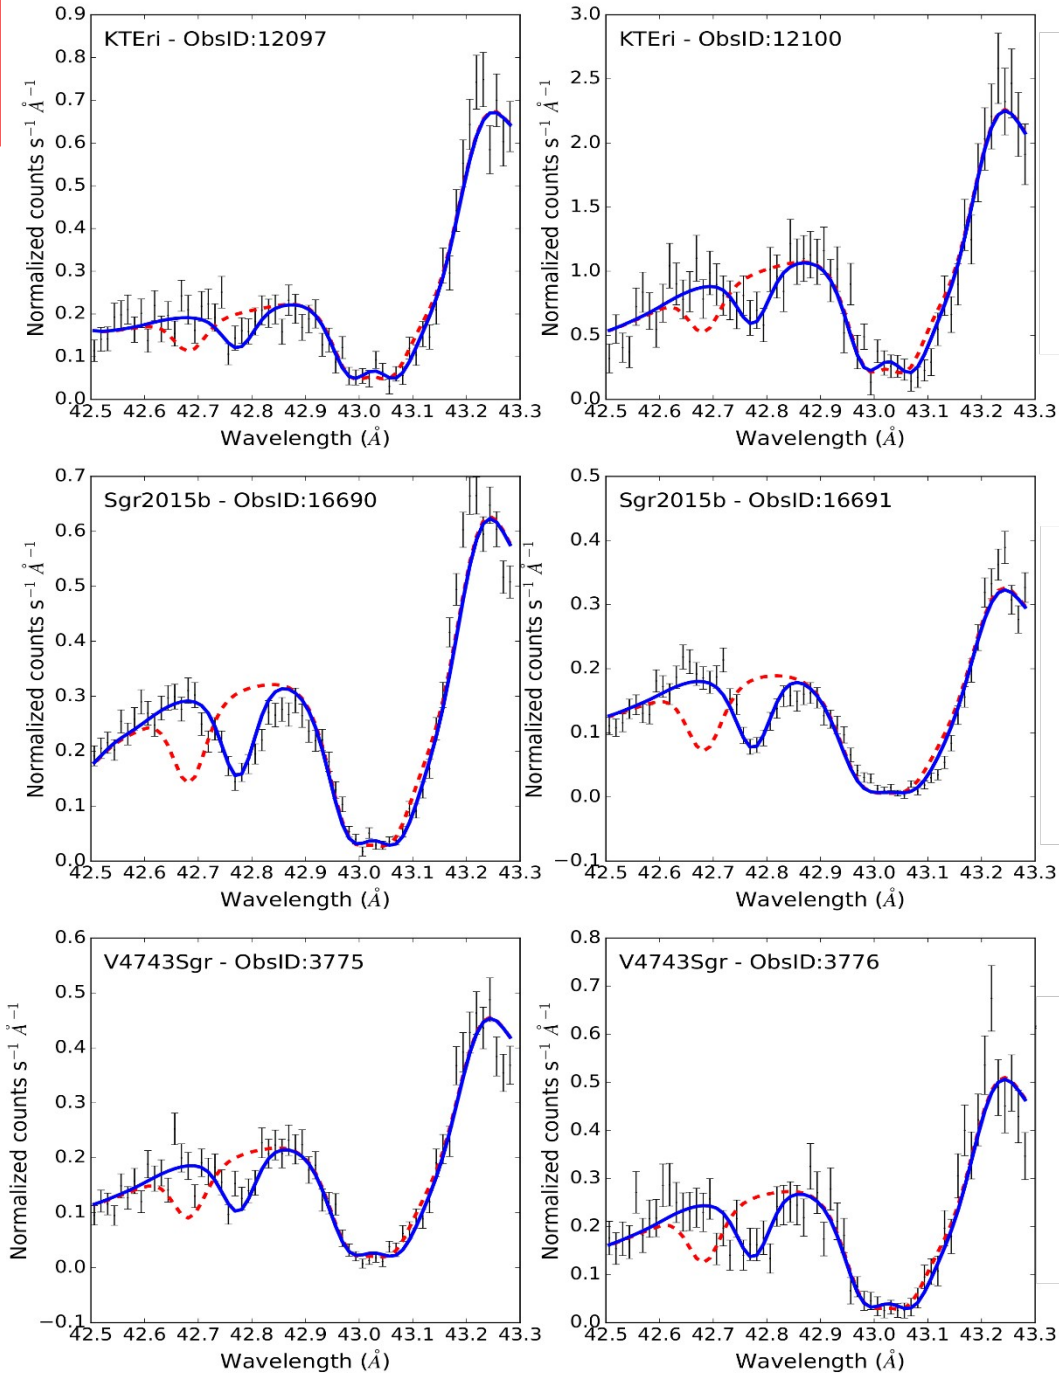 KTEri - ObsID:12097
Normalized counts s⁻¹ Å⁻¹
0.9
0.8
0.7
0.6
0.5
0.4
0.3
0.2
0.1
0.0
42.5 42.6 42.7 42.8 42.9 43.0 43.1 43.2 43.3
Wavelength (Å)
KTEri - ObsID:12100
Normalized counts s⁻¹ Å⁻¹
3.0
2.5
2.0
1.5
1.0
0.5
0.0
42.5 42.6 42.7 42.8 42.9 43.0 43.1 43.2 43.3
Wavelength (Å)
Sgr2015b - ObsID:16690
Normalized counts s⁻¹ Å⁻¹
0.7
0.6
0.5
0.4
0.3
0.2
0.1
0.0
42.5 42.6 42.7 42.8 42.9 43.0 43.1 43.2 43.3
Wavelength (Å)
Sgr2015b - ObsID:16691
Normalized counts s⁻¹ Å⁻¹
0.5
0.4
0.3
0.2
0.1
0.0
−0.1
42.5 42.6 42.7 42.8 42.9 43.0 43.1 43.2 43.3
Wavelength (Å)
V4743Sgr - ObsID:3775
Normalized counts s⁻¹ Å⁻¹
0.6
0.5
0.4
0.3
0.2
0.1
0.0
−0.1
42.5 42.6 42.7 42.8 42.9 43.0 43.1 43.2 43.3
Wavelength (Å)
V4743Sgr - ObsID:3776
Normalized counts s⁻¹ Å⁻¹
0.8
0.7
0.6
0.5
0.4
0.3
0.2
0.1
0.0
42.5 42.6 42.7 42.8 42.9 43.0 43.1 43.2 43.3
Wavelength (Å)